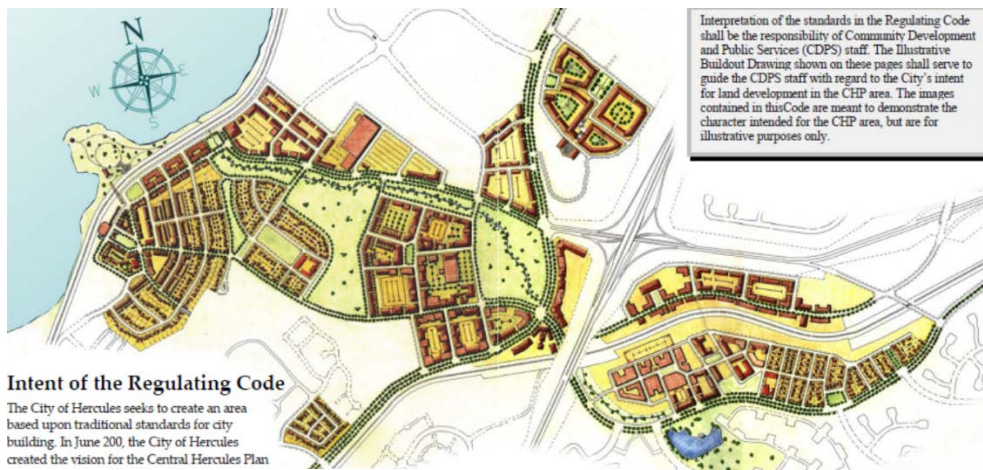 N
W
E
S
Interpretation of the standards in the Regulating Code
shall be the responsibility of Community Development
and Public Services (CDPS) staff. The Illustrative
Buildout Drawing shown on these pages shall serve to
guide the CDPS staff with regard to the City's intent
for land development in the CHP area. The images
contained in thisCode are meant to demonstrate the
character intended for the CHP area, but are for
illustrative purposes only.
Intent of the Regulating Code
The City of Hercules seeks to create an area
based upon traditional standards for city
building. In June 200, the City of Hercules
created the vision for the Central Hercules Plan